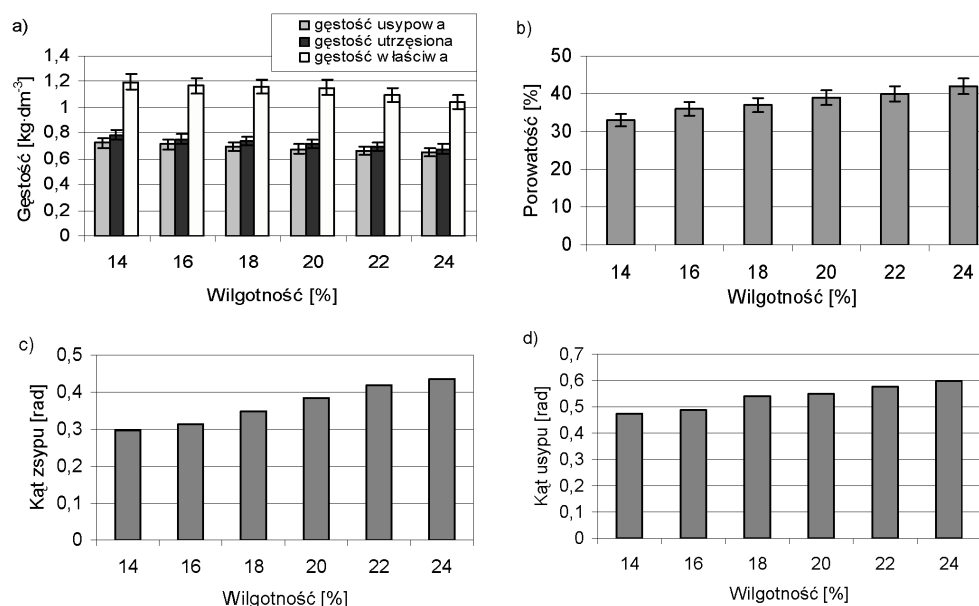 a)
gęstość usypowa
gęstość utrzęsiona
gęstość właściwa
Gęstość [kg·dm⁻³]
1,4
1,2
1
0,8
0,6
0,4
0,2
0
14 16 18 20 22 24
Wilgotność [%]
b)
Porowatość [%]
50
40
30
20
10
0
14 16 18 20 22 24
Wilgotność [%]
c)
Kąt zsypu [rad]
0,5
0,4
0,3
0,2
0,1
0
14 16 18 20 22 24
Wilgotność [%]
d)
Kąt usypu [rad]
0,7
0,6
0,5
0,4
0,3
0,2
0,1
0
14 16 18 20 22 24
Wilgotność [%]